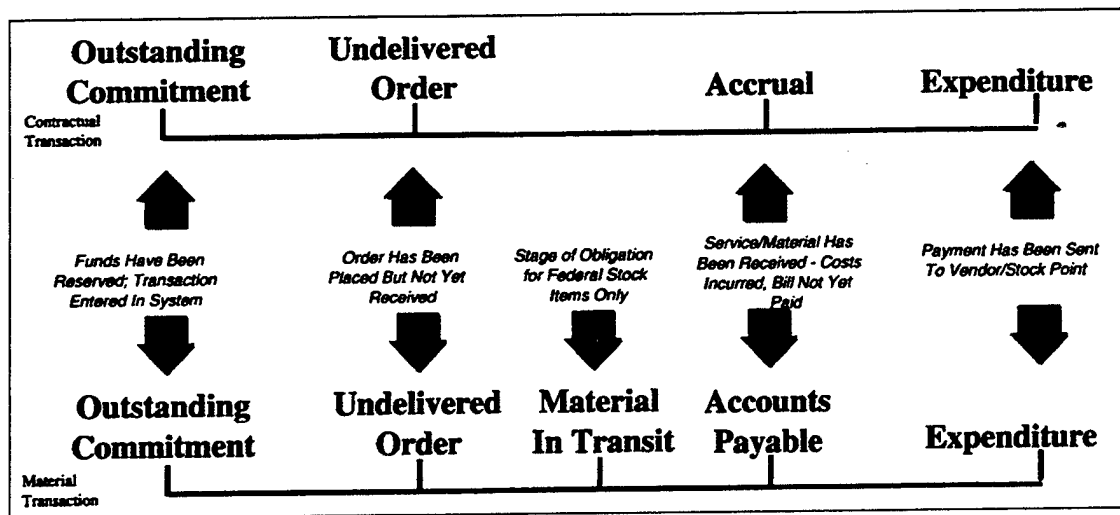 Outstanding
Commitment
Undelivered
Order
Accrual
Expenditure
Contractual
Transaction
Funds Have Been
Reserved; Transaction
Entered In System
Order Has Been
Placed But Not Yet
Received
Stage of Obligation
for Federal Stock
Items Only
Service/Material Has
Been Received - Costs
Incurred, Bill Not Yet
Paid
Payment Has Been Sent
To Vendor/Stock Point
Outstanding
Commitment
Undelivered
Order
Material
In Transit
Accounts
Payable
Expenditure
Material
Transaction